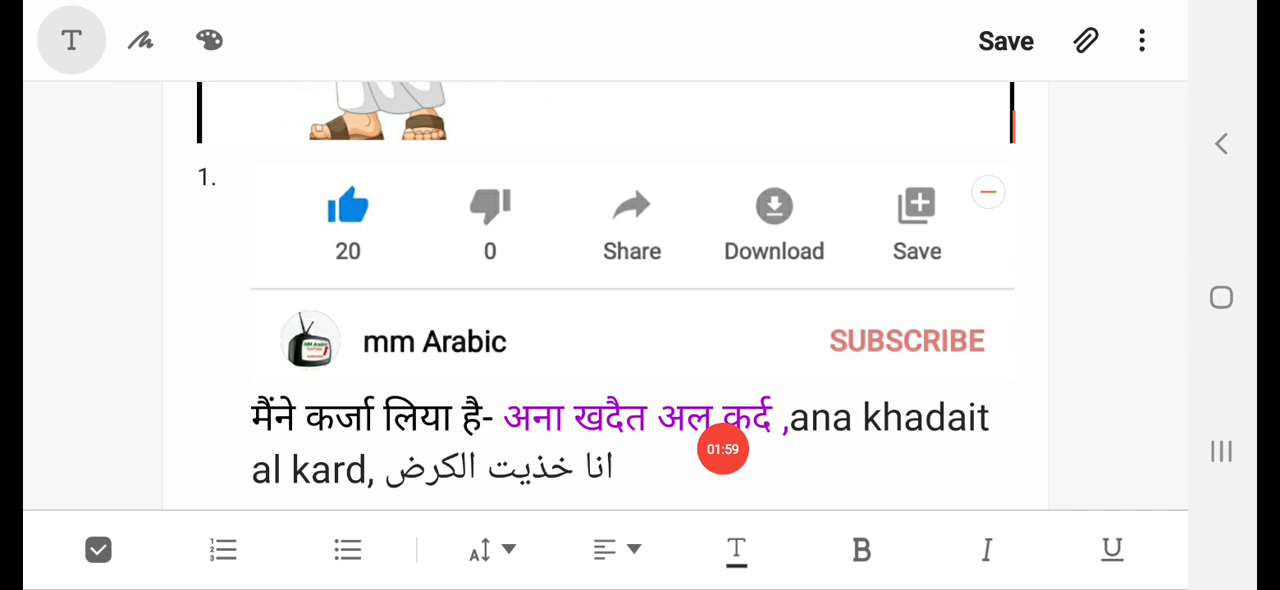 T Save
1.
20 0 Share Download Save
mm Arabic SUBSCRIBE
मैंने कर्जा लिया है- अना खदैत अल कर्द ,ana khadait
al kard, انا خذيت الكرض
01:59
A T B I U